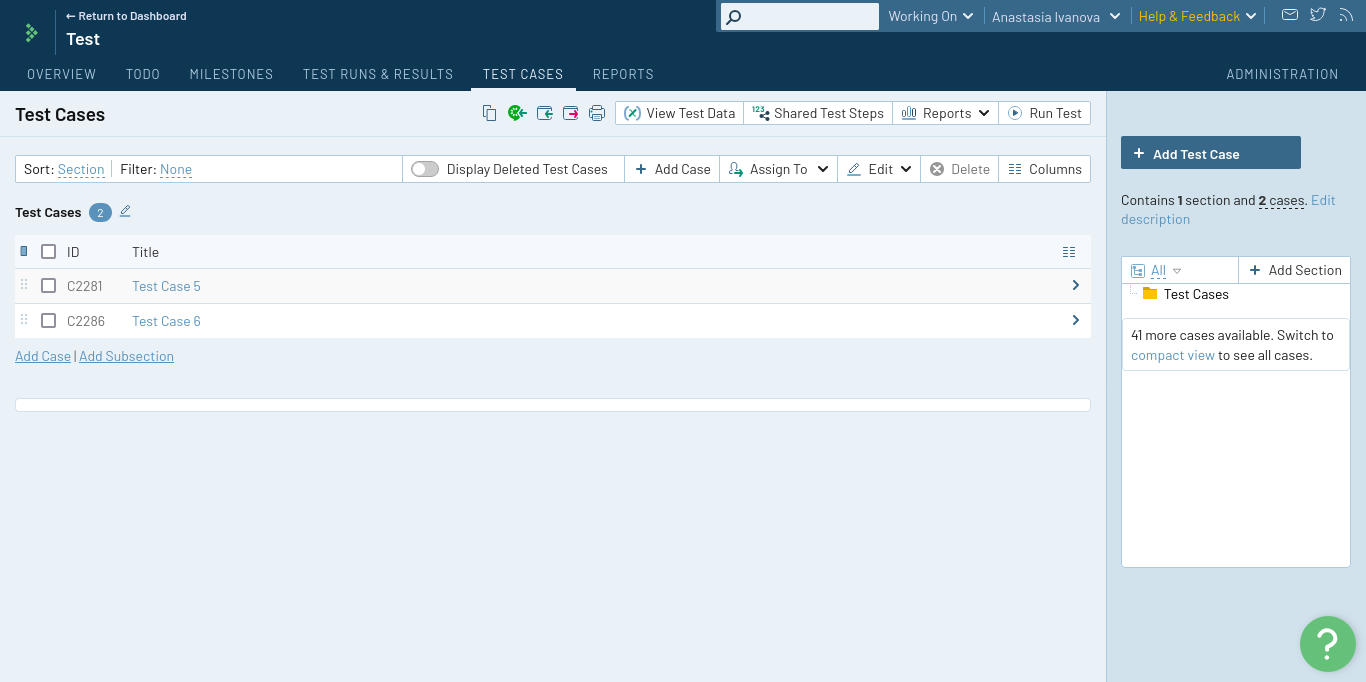 ← Return to Dashboard
Test
Working On
Anastasia Ivanova
Help & Feedback
OVERVIEW TODO MILESTONES TEST RUNS & RESULTS TEST CASES REPORTS ADMINISTRATION
Test Cases
View Test Data
123 Shared Test Steps
Reports
Run Test
Sort: Section Filter: None
Display Deleted Test Cases
Add Case
Assign To
Edit
Delete
Columns
Test Cases 2
ID Title
C2281 Test Case 5
C2286 Test Case 6
Add Case | Add Subsection
+ Add Test Case
Contains 1 section and 2 cases. Edit
description
All
+ Add Section
Test Cases
41 more cases available. Switch to
compact view to see all cases.
?